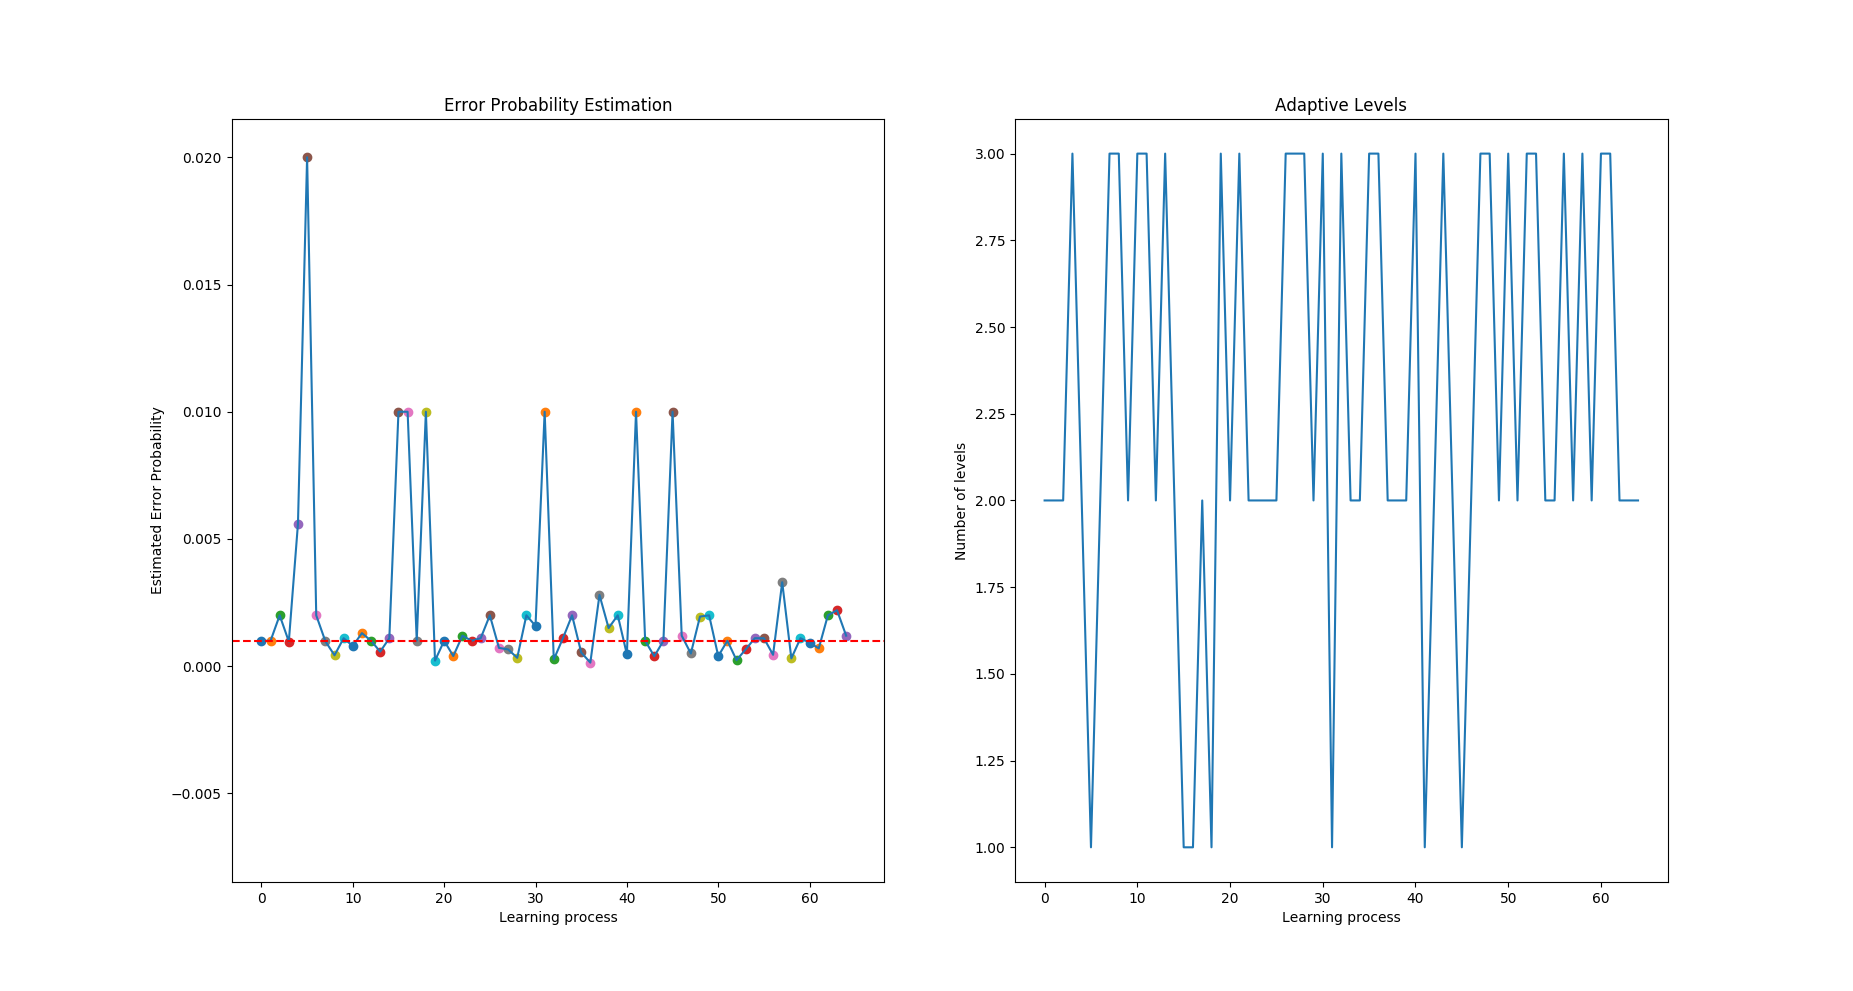 Error Probability Estimation
0.020
0.015
0.010
0.005
0.000
−0.005
Estimated Error Probability
0 10 20 30 40 50 60
Learning process
Adaptive Levels
3.00
2.75
2.50
2.25
2.00
1.75
1.50
1.25
1.00
Number of levels
0 10 20 30 40 50 60
Learning process